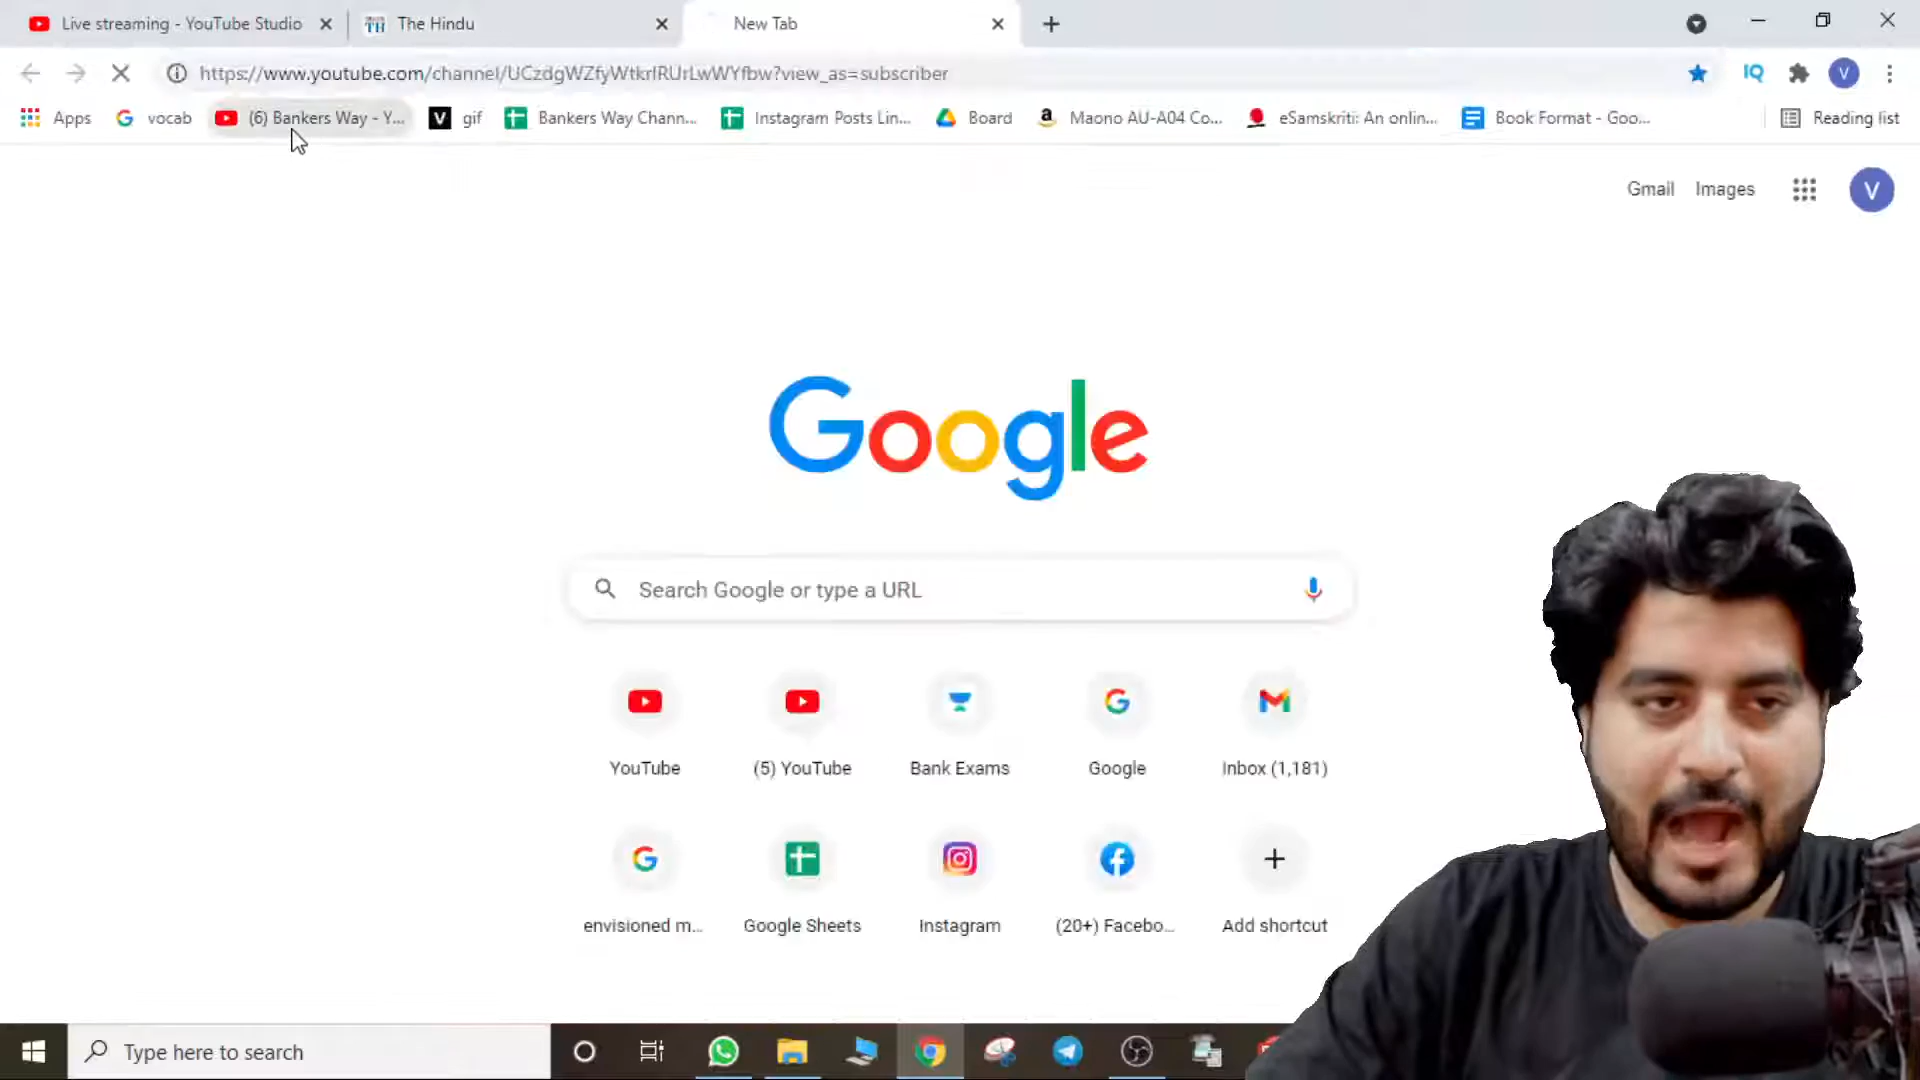 Live streaming - YouTube Studio
The Hindu
New Tab
https://www.youtube.com/channel/UCzdgWZfyWtkrIRUrLwWYfbw?view_as=subscriber
IQ
V
Apps
vocab
(6) Bankers Way - Y...
V gif
Bankers Way Chann...
Instagram Posts Lin...
Board
Maono AU-A04 Co...
eSamskriti: An onlin...
Book Format - Goo...
Reading list
Gmail Images V
Google
Search Google or type a URL
YouTube
(5) YouTube
Bank Exams
Google
Inbox (1,181)
envisioned m...
Google Sheets
Instagram
(20+) Facebo...
Add shortcut
Type here to search